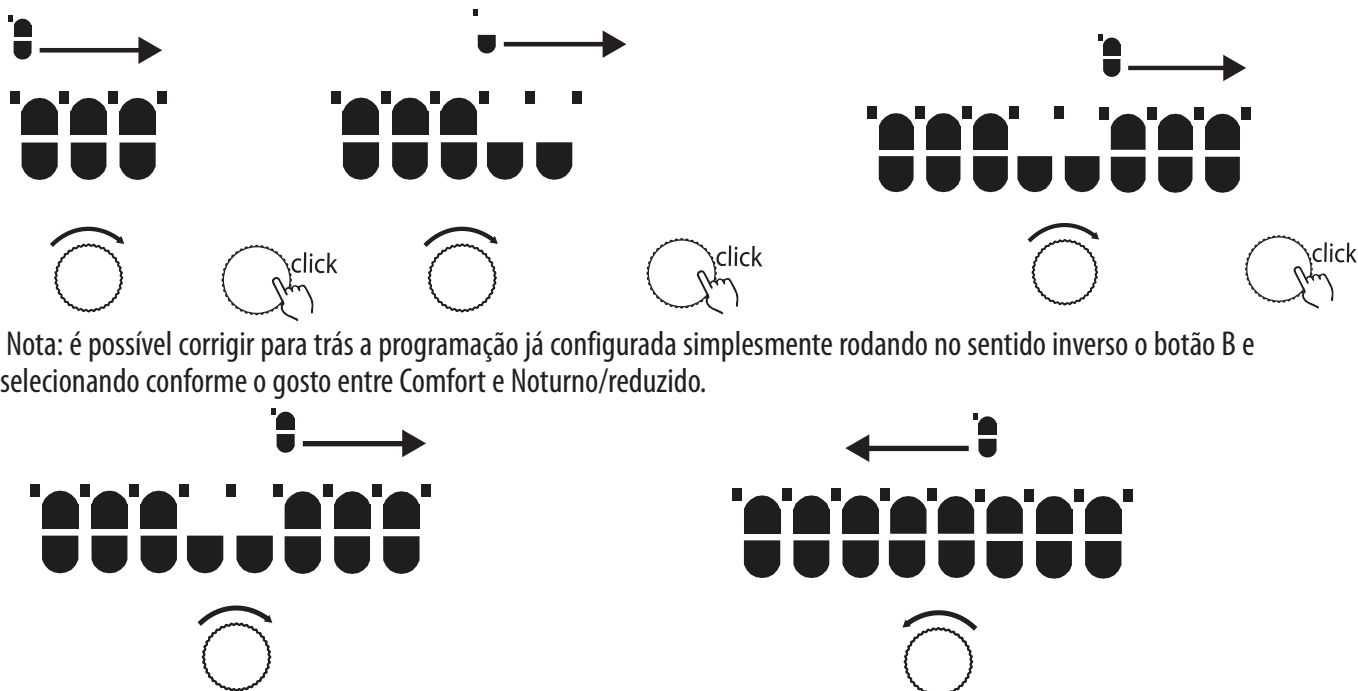 click
click
click
Nota: é possível corrigir para trás a programação já configurada simplesmente rodando no sentido inverso o botão B e
selecionando conforme o gosto entre Comfort e Noturno/reduzido.